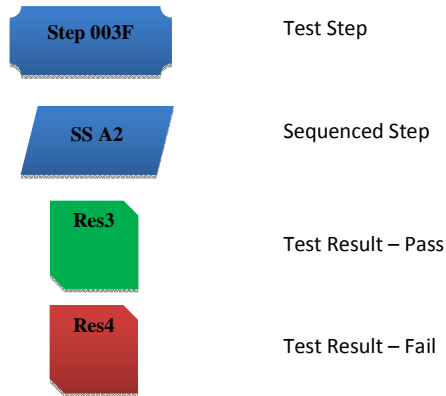 Step 003F
Test Step
SS A2
Sequenced Step
Res3
Test Result – Pass
Res4
Test Result – Fail